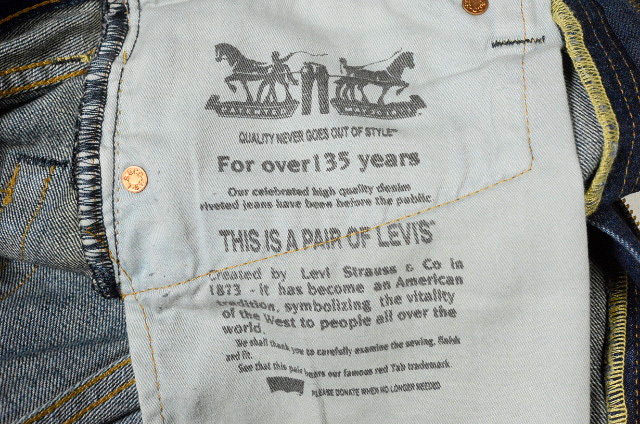 QUALITY NEVER GOES OUT OF STYLE™
For over 135 years
Our celebrated high quality denim
riveted jeans have been before the public
THIS IS A PAIR OF LEVI'S™
Created by Levi Strauss & Co in
1873 - it has become an American
tradition, symbolizing the vitality
of the West to people all over the
world.
We shall thank you to carefully examine the sewing, finish
and fit.
See that this pair bears our famous red Tab trademark.
PLEASE DONATE WHEN NO LONGER NEEDED